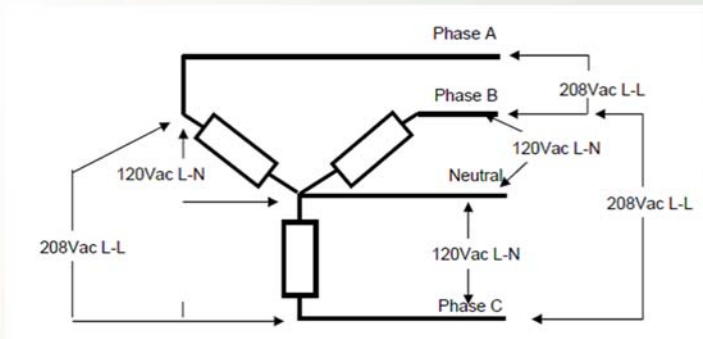 Phase A
208Vac L-L
Phase B
120Vac L-N
120Vac L-N
Neutral
208Vac L-L
208Vac L-L
120Vac L-N
Phase C